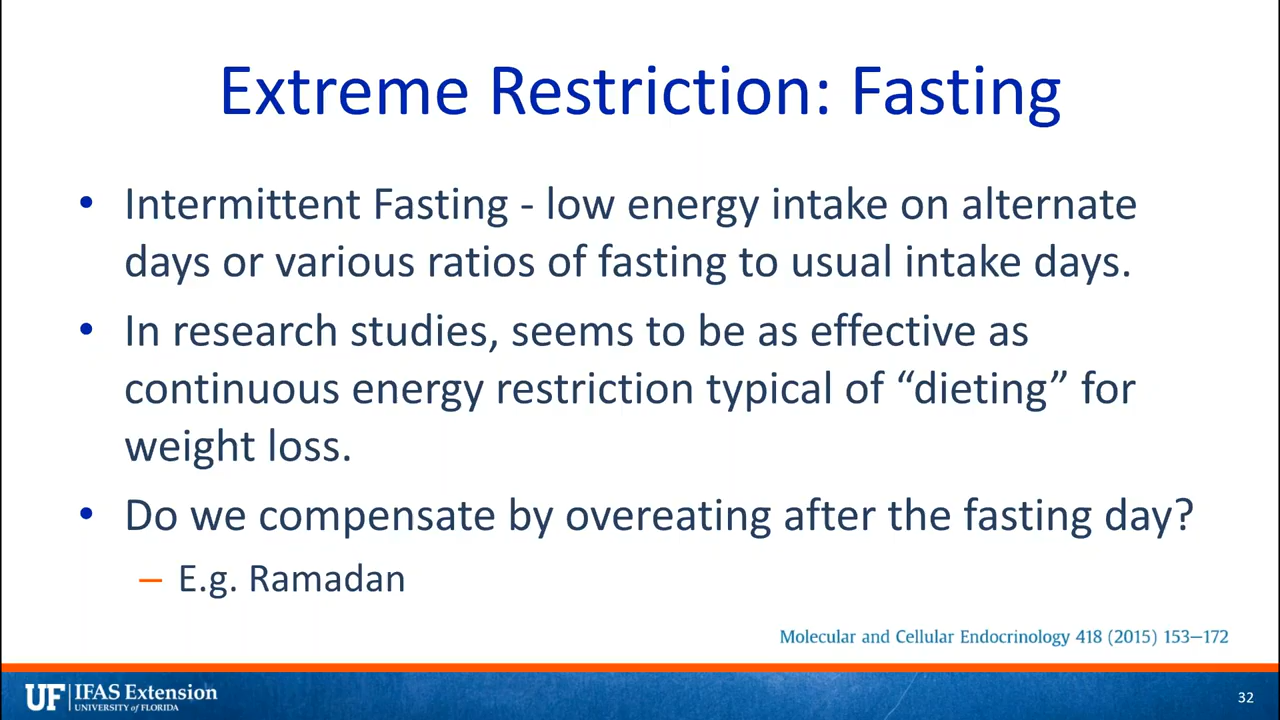 Extreme Restriction: Fasting
• Intermittent Fasting - low energy intake on alternate
days or various ratios of fasting to usual intake days.
• In research studies, seems to be as effective as
continuous energy restriction typical of “dieting” for
weight loss.
• Do we compensate by overeating after the fasting day?
– E.g. Ramadan
Molecular and Cellular Endocrinology 418 (2015) 153–172
UF IFAS Extension
UNIVERSITY of FLORIDA
32